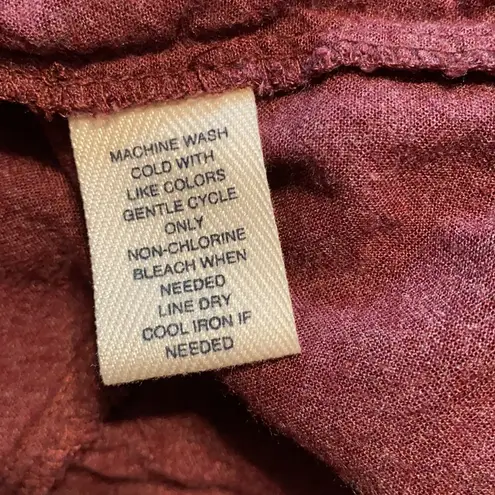 MACHINE WASH
COLD WITH
LIKE COLORS
GENTLE CYCLE
ONLY
NON-CHLORINE
BLEACH WHEN
NEEDED
LINE DRY
COOL IRON IF
NEEDED